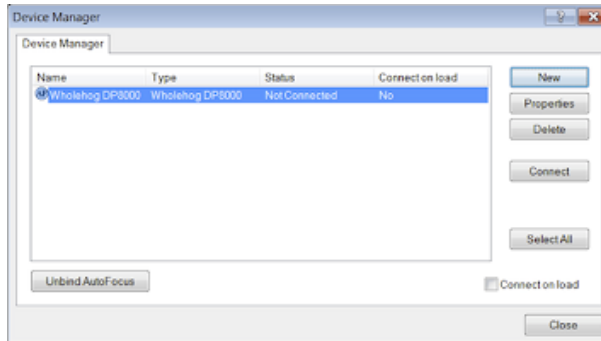 Device Manager
Device Manager
Name Type Status Connect on load
Wholehog DP8000 Wholehog DP8000 Not Connected No
New
Properties
Delete
Connect
Select All
Unbind AutoFocus
Connect on load
Close